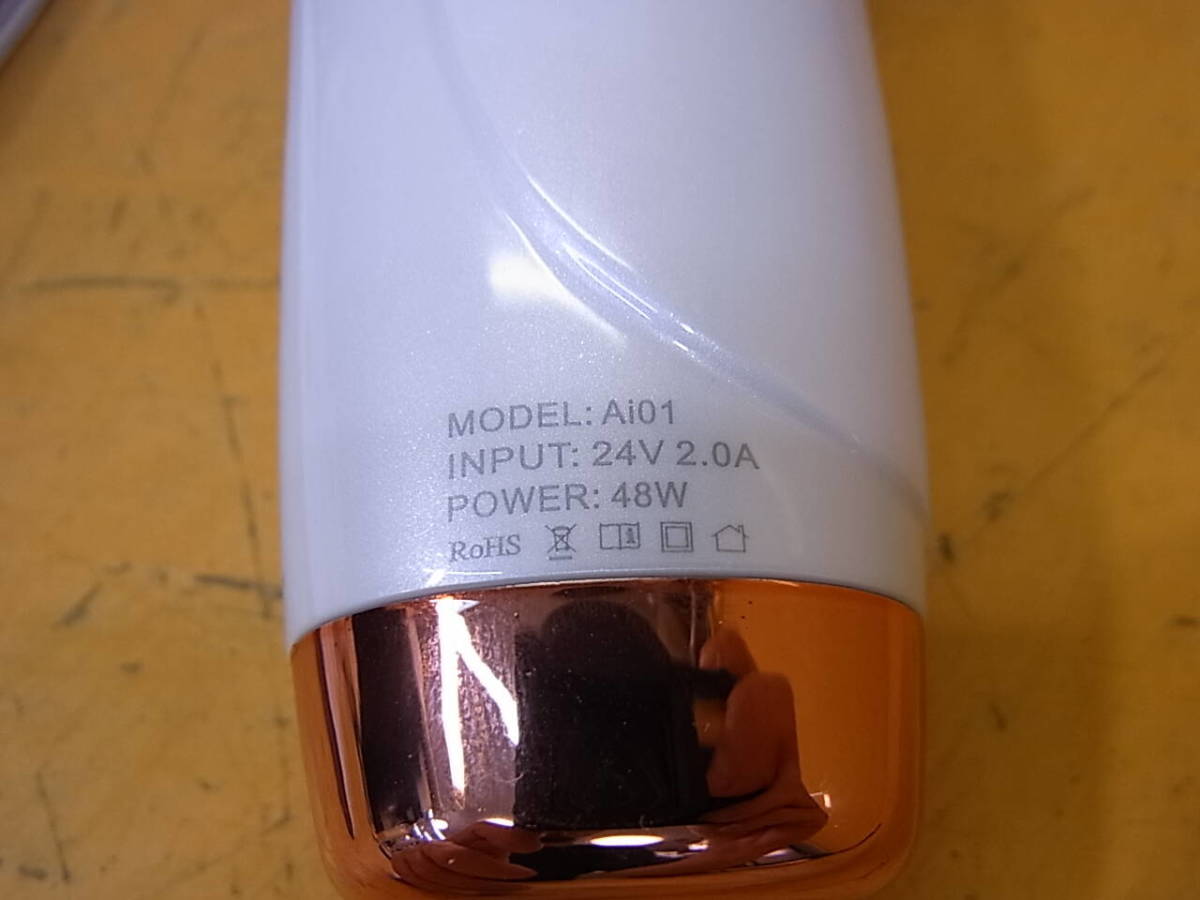 MODEL: Ai01
INPUT: 24V 2.0A
POWER: 48W
RoHS